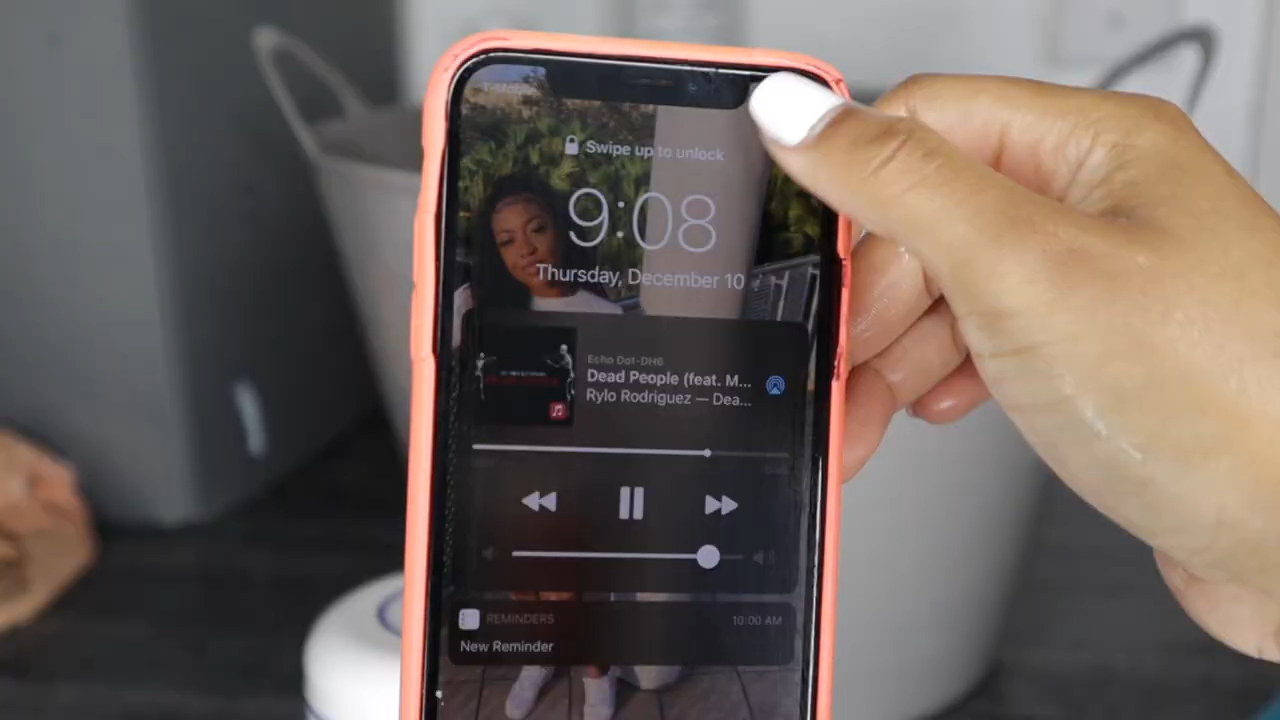 T-Mobile
Swipe up to unlock
9:08
Thursday, December 10
Echo Dot-DHB
Dead People (feat. M...
Rylo Rodriguez — Dea...
REMINDERS
10:00 AM
New Reminder